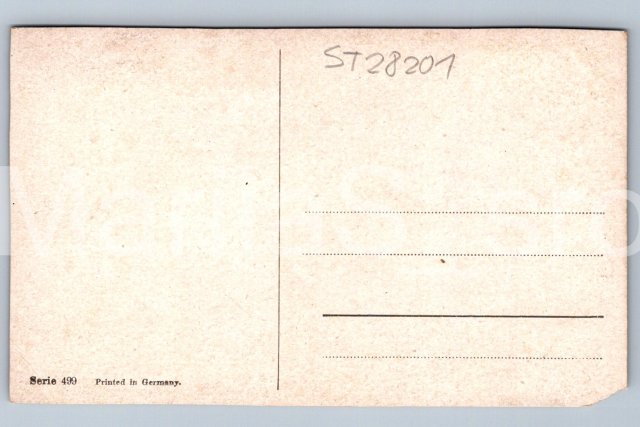 ST28201
Serie 499 Printed in Germany.